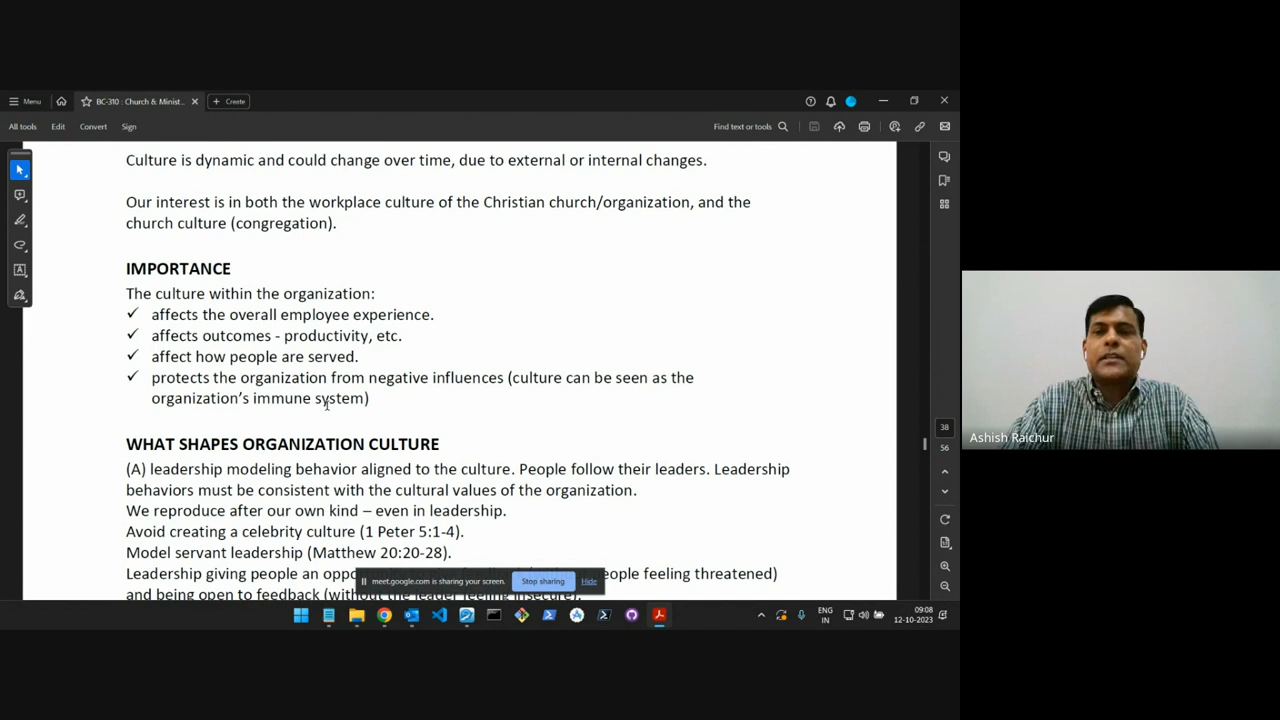 Menu
BC-310 : Church & Minist...
Create
All tools
Edit
Convert
Sign
Find text or tools
Culture is dynamic and could change over time, due to external or internal changes.
Our interest is in both the workplace culture of the Christian church/organization, and the
church culture (congregation).
IMPORTANCE
The culture within the organization:
✓ affects the overall employee experience.
✓ affects outcomes - productivity, etc.
✓ affect how people are served.
✓ protects the organization from negative influences (culture can be seen as the
organization's immune system)
WHAT SHAPES ORGANIZATION CULTURE
(A) leadership modeling behavior aligned to the culture. People follow their leaders. Leadership
behaviors must be consistent with the cultural values of the organization.
We reproduce after our own kind – even in leadership.
Avoid creating a celebrity culture (1 Peter 5:1-4).
Model servant leadership (Matthew 20:20-28).
Leadership giving people an people feeling threatened)
and being open to feedback (without the leader feeling insecure).
meet.google.com is sharing your screen.
Stop sharing
Hide
38
56
ENG
IN
09:08
12-10-2023
Ashish Raichur